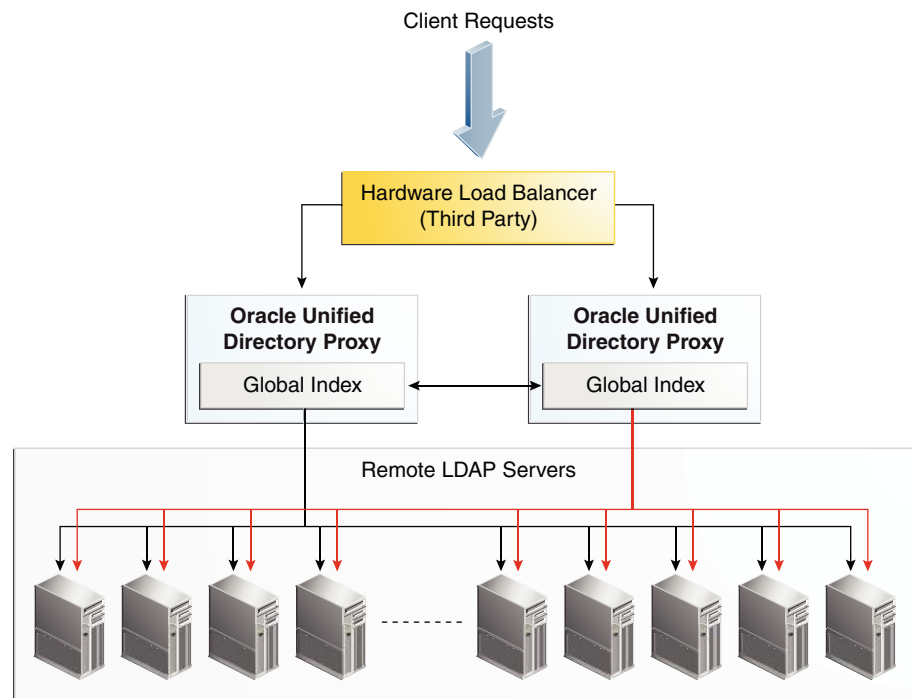 Client Requests
Hardware Load Balancer
(Third Party)
Oracle Unified
Directory Proxy
Global Index
Oracle Unified
Directory Proxy
Global Index
Remote LDAP Servers